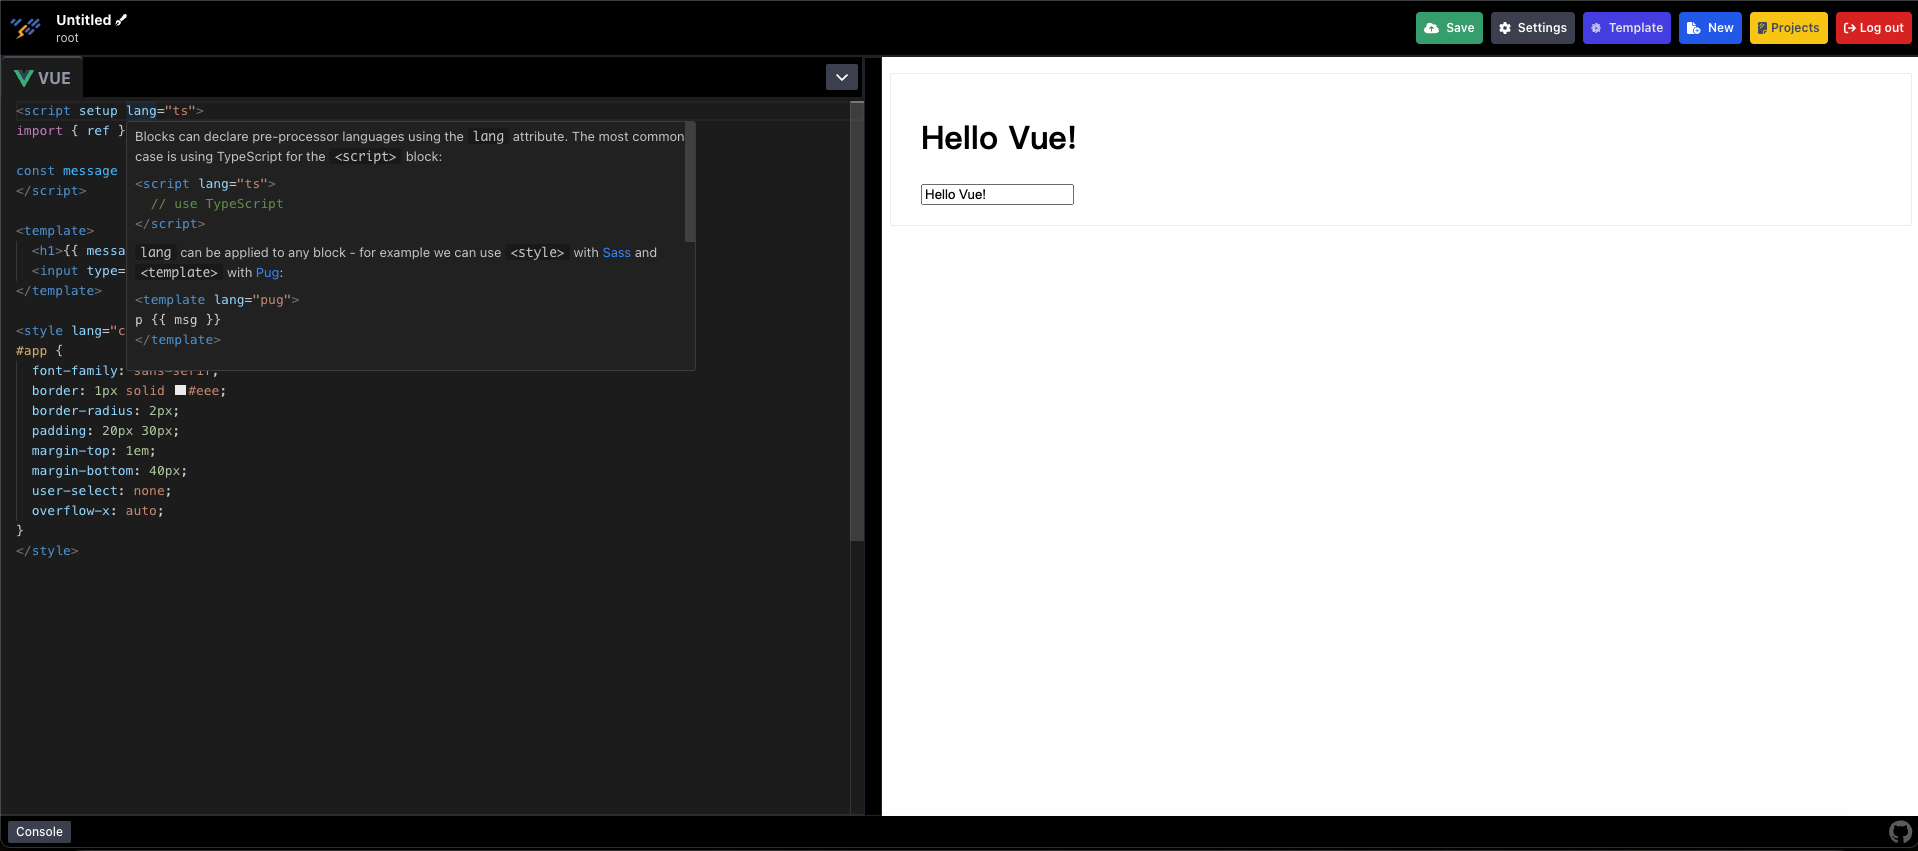 Untitled
root
Save
Settings
Template
New
Projects
Log out
VUE
<script setup lang="ts">
import { ref }
const message
</script>
<template>
<h1>{{ messa
<input type=
</template>
<style lang="c
#app {
font-family: sans-serif;
border: 1px solid #eee;
border-radius: 2px;
padding: 20px 30px;
margin-top: 1em;
margin-bottom: 40px;
user-select: none;
overflow-x: auto;
}
</style>
Blocks can declare pre-processor languages using the lang attribute. The most common
case is using TypeScript for the <script> block:
<script lang="ts">
// use TypeScript
</script>
lang can be applied to any block - for example we can use <style> with Sass and
<template> with Pug:
<template lang="pug">
p {{ msg }}
</template>
Hello Vue!
Hello Vue!
Console